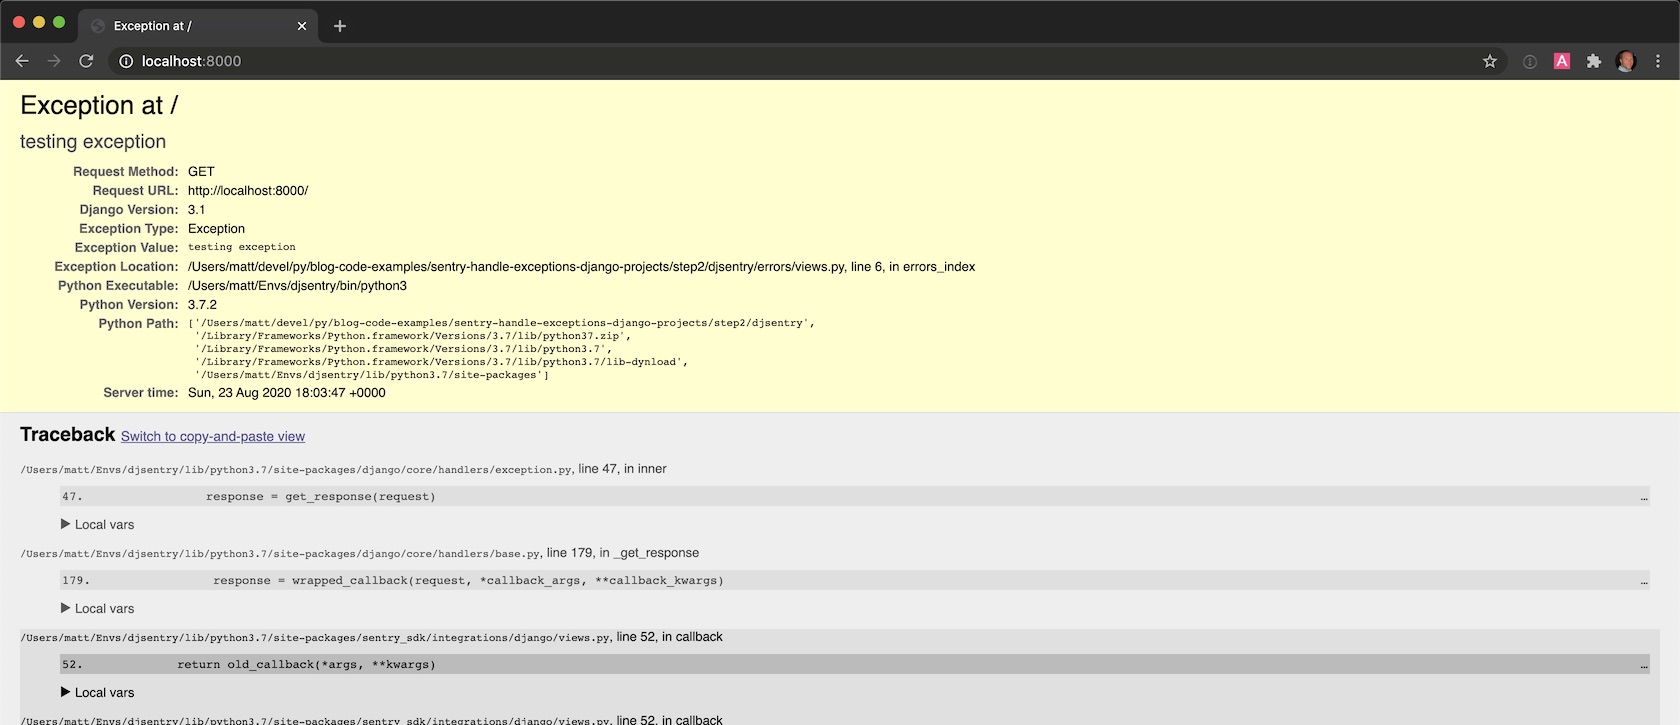 Exception at /
localhost:8000
A
Exception at /
testing exception
Request Method: GET
Request URL: http://localhost:8000/
Django Version: 3.1
Exception Type: Exception
Exception Value: testing exception
Exception Location: /Users/matt/devel/py/blog-code-examples/sentry-handle-exceptions-django-projects/step2/djsentry/errors/views.py, line 6, in errors_index
Python Executable: /Users/matt/Envs/djsentry/bin/python3
Python Version: 3.7.2
Python Path: ['/Users/matt/devel/py/blog-code-examples/sentry-handle-exceptions-django-projects/step2/djsentry',
'/Library/Frameworks/Python.framework/Versions/3.7/lib/python37.zip',
'/Library/Frameworks/Python.framework/Versions/3.7/lib/python3.7',
'/Library/Frameworks/Python.framework/Versions/3.7/lib/python3.7/lib-dynload',
'/Users/matt/Envs/djsentry/lib/python3.7/site-packages']
Server time: Sun, 23 Aug 2020 18:03:47 +0000
Traceback Switch to copy-and-paste view
/Users/matt/Envs/djsentry/lib/python3.7/site-packages/django/core/handlers/exception.py, line 47, in inner
47. response = get_response(request) …
▶ Local vars
/Users/matt/Envs/djsentry/lib/python3.7/site-packages/django/core/handlers/base.py, line 179, in _get_response
179. response = wrapped_callback(request, *callback_args, **callback_kwargs) …
▶ Local vars
/Users/matt/Envs/djsentry/lib/python3.7/site-packages/sentry_sdk/integrations/django/views.py, line 52, in callback
52. return old_callback(*args, **kwargs) …
▶ Local vars
/Users/matt/Envs/djsentry/lib/python3.7/site-packages/sentry_sdk/integrations/django/views.py, line 52, in callback